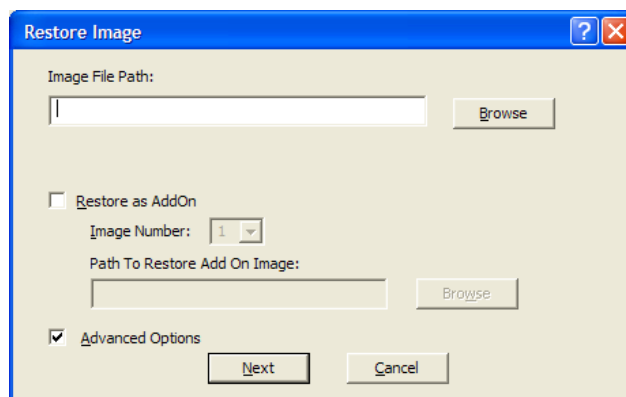 Restore Image
Image File Path:
Browse
Restore as AddOn
Image Number: 1
Path To Restore Add On Image:
Browse
Advanced Options
Next Cancel